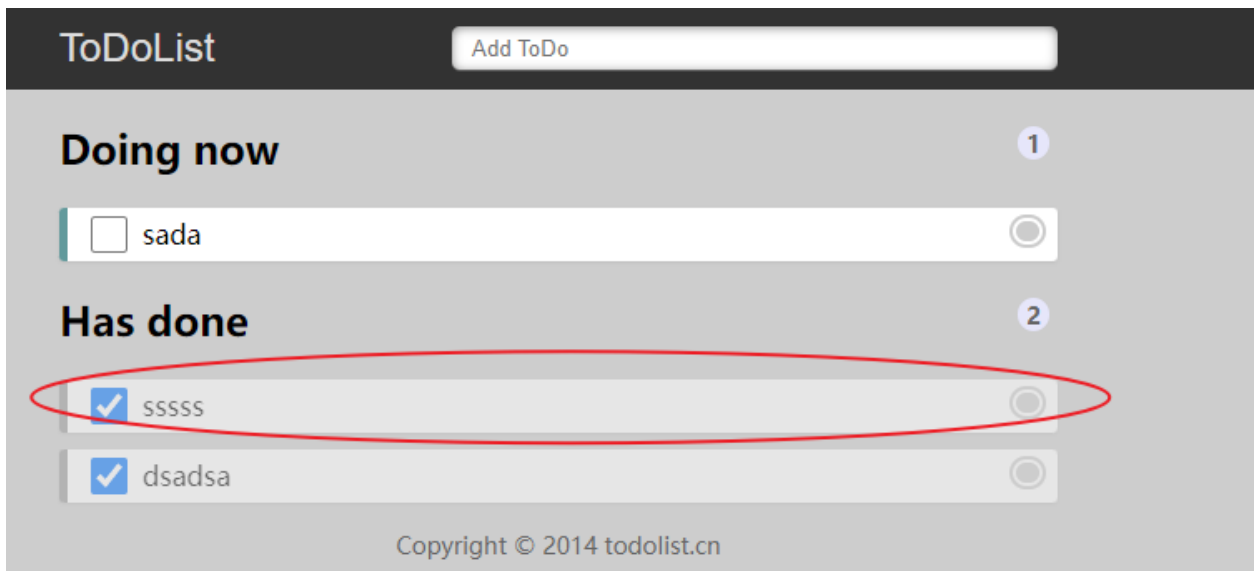 ToDoList
Add ToDo
Doing now 1
sada
Has done 2
sssss
dsadsa
Copyright © 2014 todolist.cn